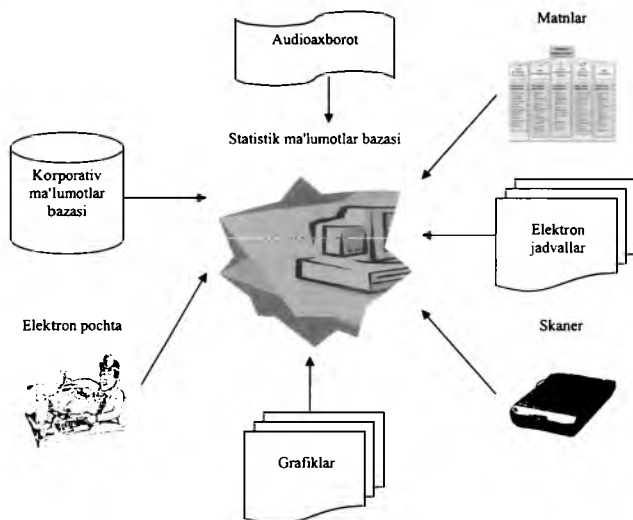 Audioaxborot
Matnlar
Statistik ma'lumotlar bazasi
Korporativ
ma'lumotlar
bazasi
Elektron
jadvallar
Elektron pochta
Skaner
Grafiklar